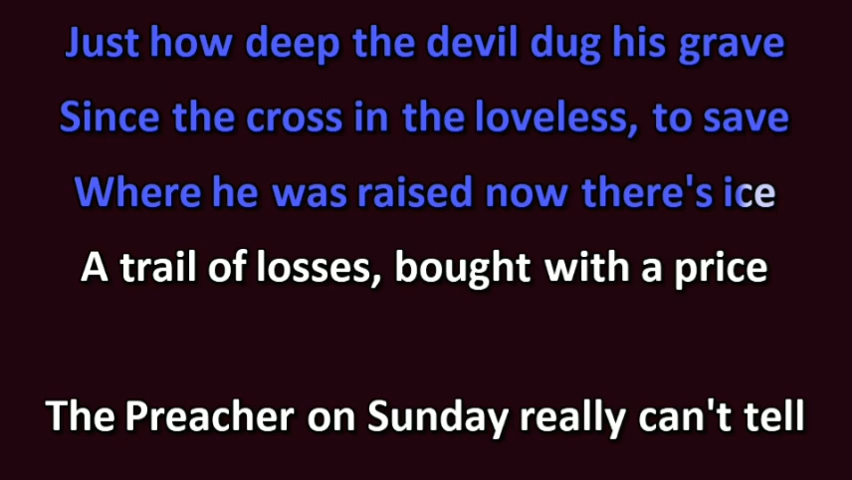 Just how deep the devil dug his grave
Since the cross in the loveless, to save
Where he was raised now there's ice
A trail of losses, bought with a price
The Preacher on Sunday really can't tell